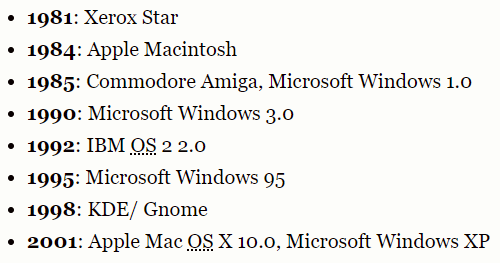 1981: Xerox Star
1984: Apple Macintosh
1985: Commodore Amiga, Microsoft Windows 1.0
1990: Microsoft Windows 3.0
1992: IBM OS 2 2.0
1995: Microsoft Windows 95
1998: KDE/ Gnome
2001: Apple Mac OS X 10.0, Microsoft Windows XP